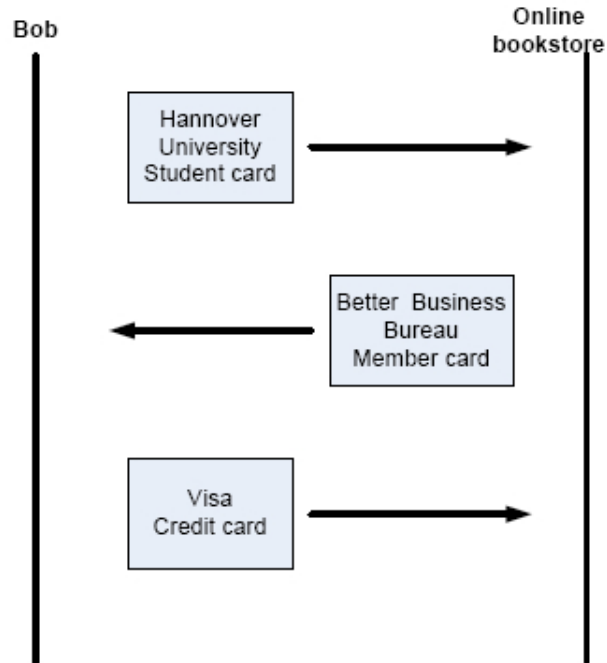 Bob
Online
bookstore
Hannover
University
Student card
Better Business
Bureau
Member card
Visa
Credit card